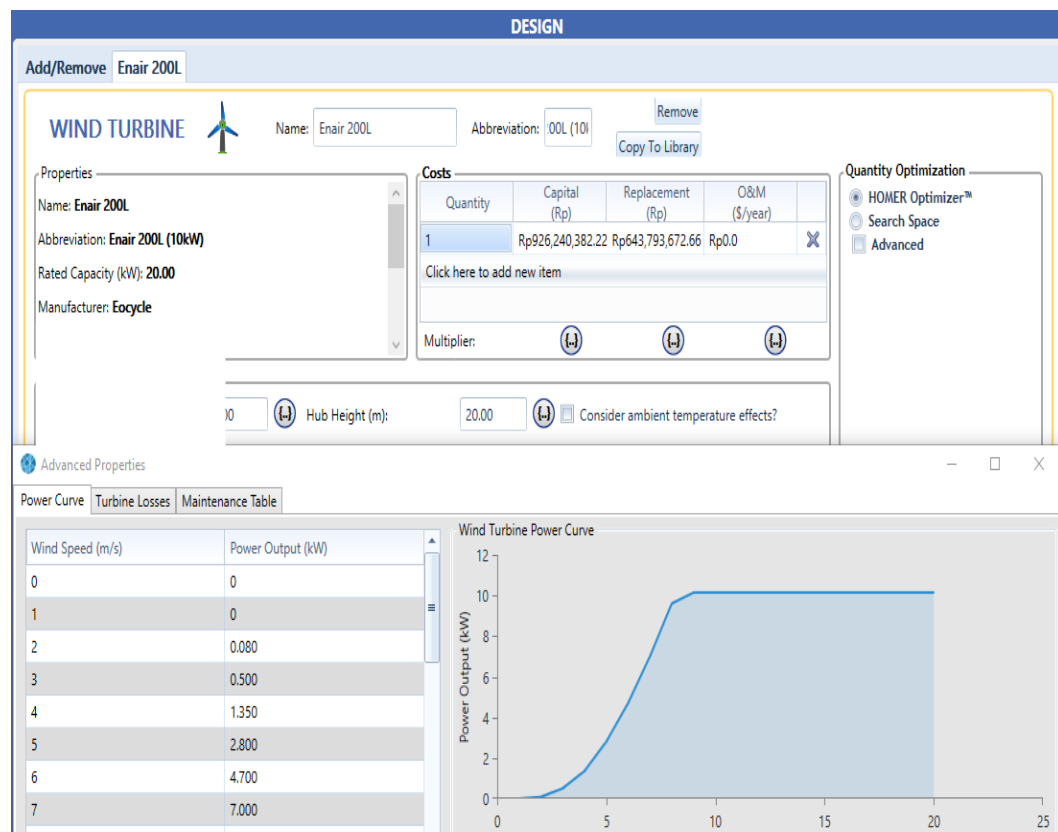 DESIGN
Add/Remove Enair 200L
WIND TURBINE
Name: Enair 200L
Abbreviation: :00L (10l
Remove
Copy To Library
Properties
Name: Enair 200L
Abbreviation: Enair 200L (10kW)
Rated Capacity (kW): 20.00
Manufacturer: Eocycle
Costs
Quantity Capital (Rp) Replacement (Rp) O&M ($/year)
1 Rp926,240,382.22 Rp643,793,672.66 Rp0.0
Click here to add new item
Multiplier: {..} {..} {..}
Quantity Optimization
HOMER Optimizer™
Search Space
Advanced
00 {..} Hub Height (m): 20.00 {..} Consider ambient temperature effects?
Advanced Properties
Power Curve Turbine Losses Maintenance Table
Wind Speed (m/s) Power Output (kW)
0 0
1 0
2 0.080
3 0.500
4 1.350
5 2.800
6 4.700
7 7.000
Wind Turbine Power Curve
Power Output (kW)
12
10
8
6
4
2
0
0 5 10 15 20 25